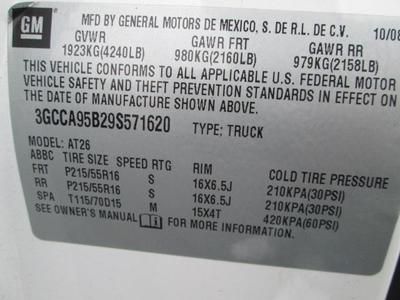 GM
MFD BY GENERAL MOTORS DE MEXICO, S. DE R.L. DE C.V. 10/08
GVWR GAWR FRT GAWR RR
1923KG(4240LB) 980KG(2160LB) 979KG(2158LB)
THIS VEHICLE CONFORMS TO ALL APPLICABLE U.S. FEDERAL MOTOR
VEHICLE SAFETY AND THEFT PREVENTION STANDARDS IN EFFECT ON
THE DATE OF MANUFACTURE SHOWN ABOVE.
3GCCA95B29S571620 TYPE: TRUCK
MODEL: AT26
ABBC TIRE SIZE SPEED RTG RIM COLD TIRE PRESSURE
FRT P215/55R16 S 16X6.5J 210KPA(30PSI)
RR P215/55R16 S 16X6.5J 210KPA(30PSI)
SPA T115/70D15 M 15X4T 420KPA(60PSI)
SEE OWNER'S MANUAL FOR MORE INFORMATION.